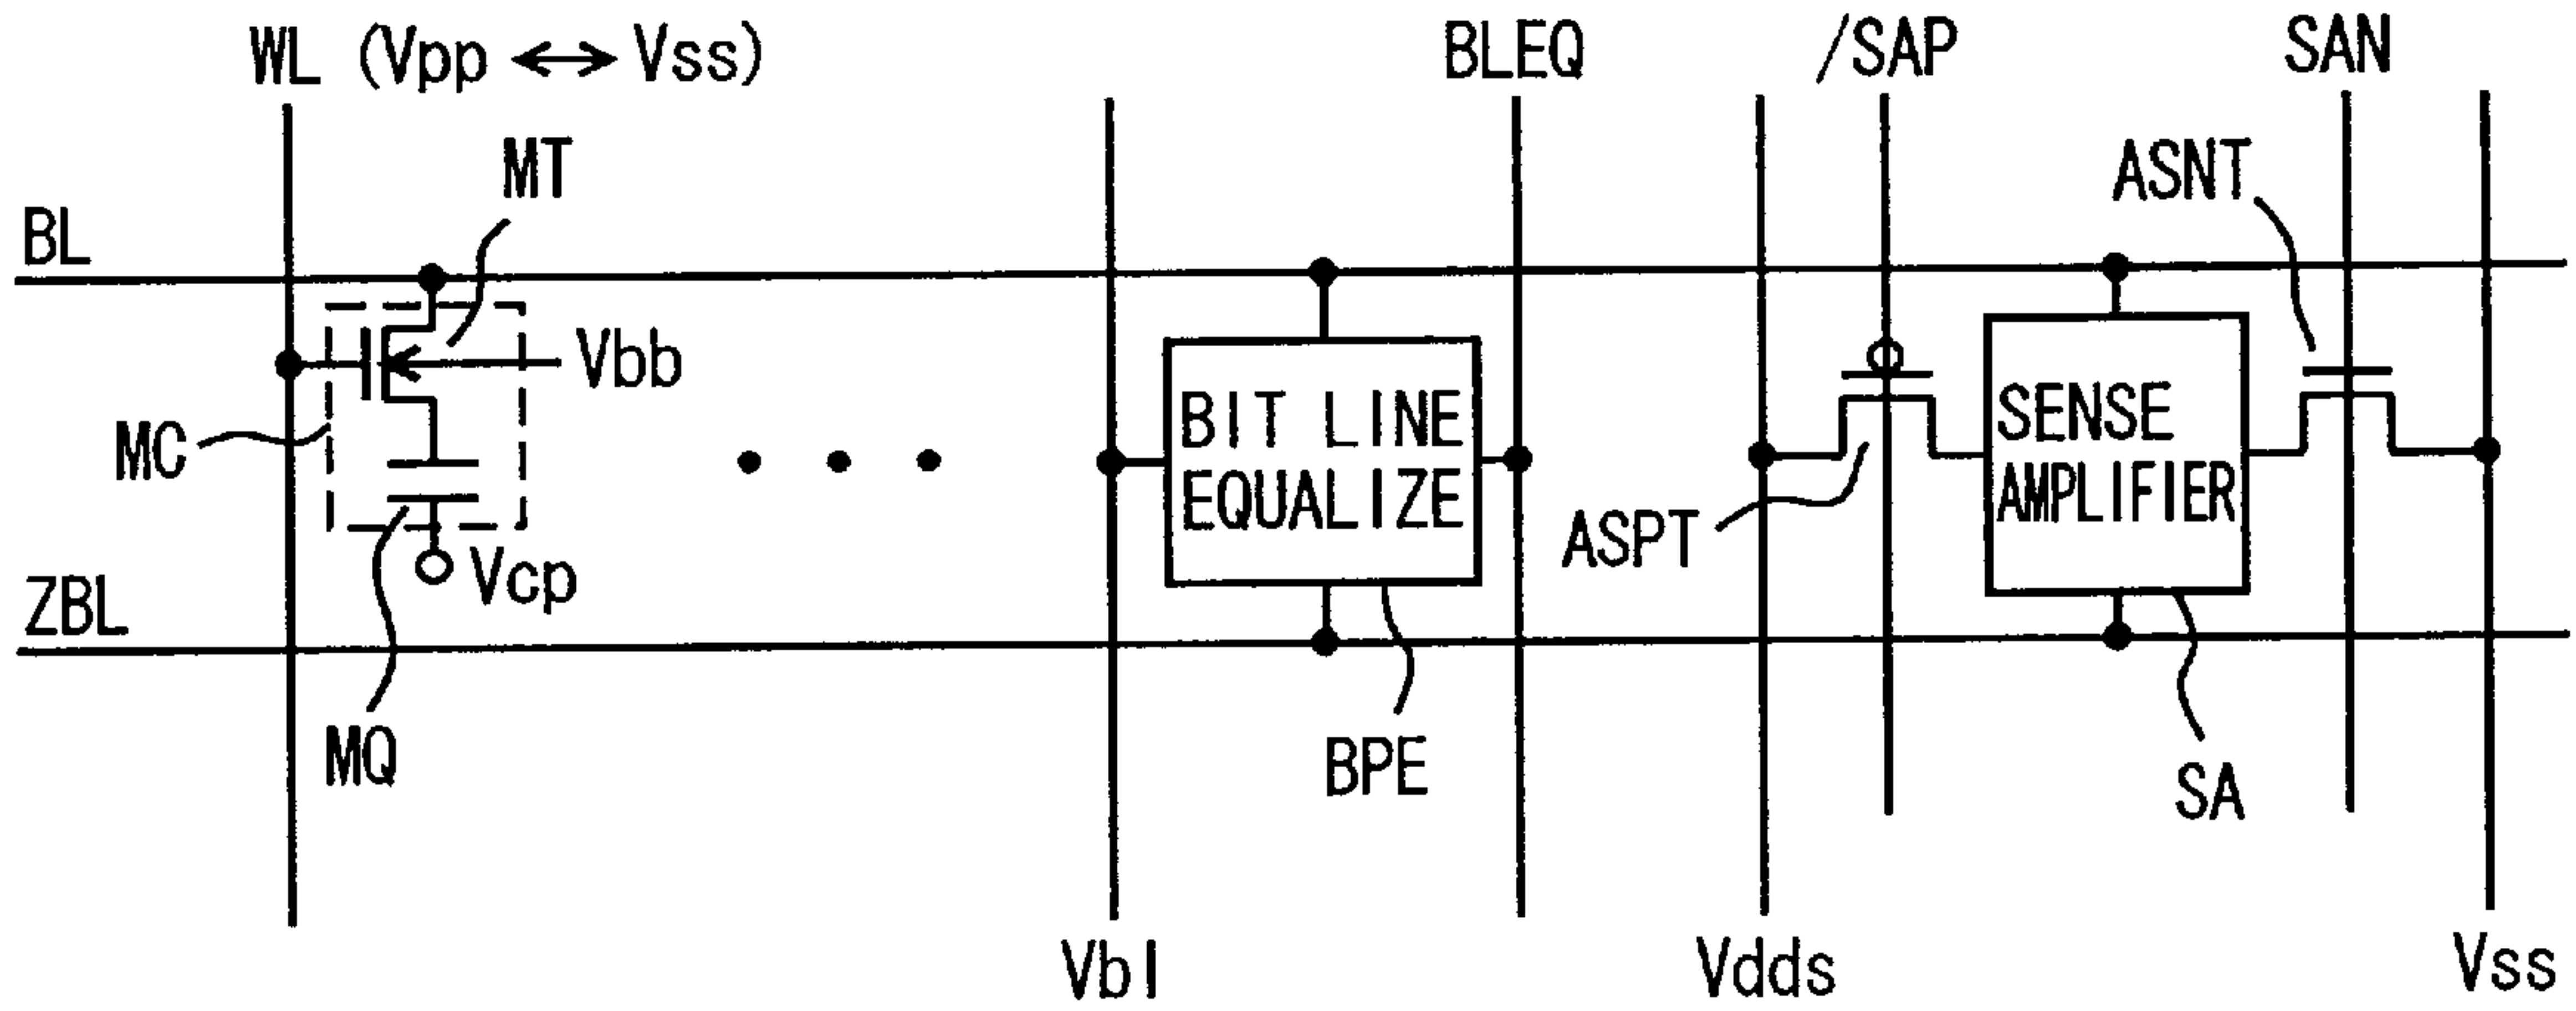 WL (Vpp ↔ Vss)
BLEQ
/SAP
SAN
MT
ASNT
BL
Vbb
MC
BIT LINE
EQUALIZE
SENSE
AMPLIFIER
ASPT
Vcp
ZBL
MQ
BPE
SA
Vbl
Vdds
Vss